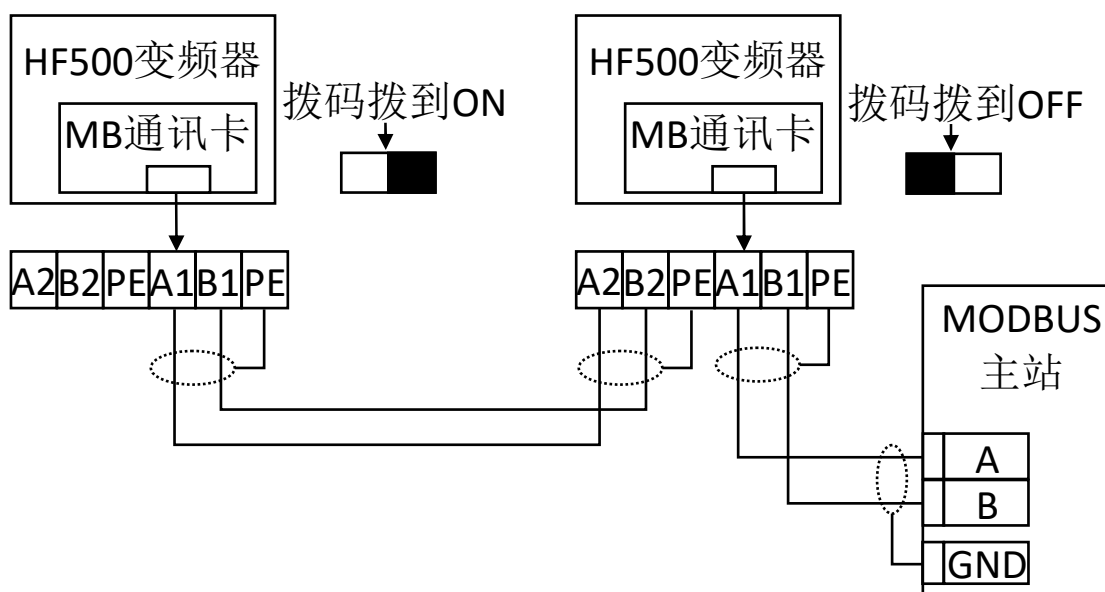 HF500变频器
MB通讯卡
拨码拨到ON
HF500变频器
MB通讯卡
拨码拨到OFF
A2 B2 PE A1 B1 PE
A2 B2 PE A1 B1 PE
MODBUS
主站
A
B
GND